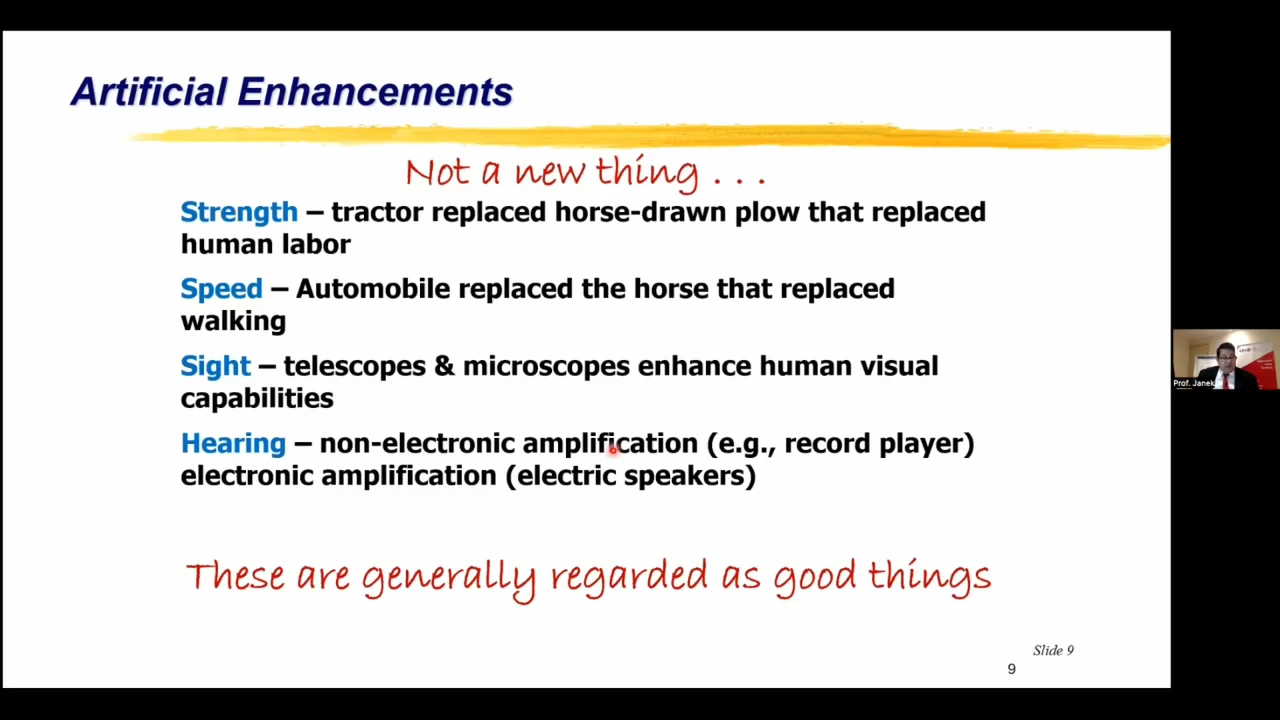 Artificial Enhancements
Not a new thing . . .
Strength – tractor replaced horse-drawn plow that replaced
human labor
Speed – Automobile replaced the horse that replaced
walking
Sight – telescopes & microscopes enhance human visual
capabilities
Hearing – non-electronic amplification (e.g., record player)
electronic amplification (electric speakers)
These are generally regarded as good things
Slide 9
9
Prof. Janek